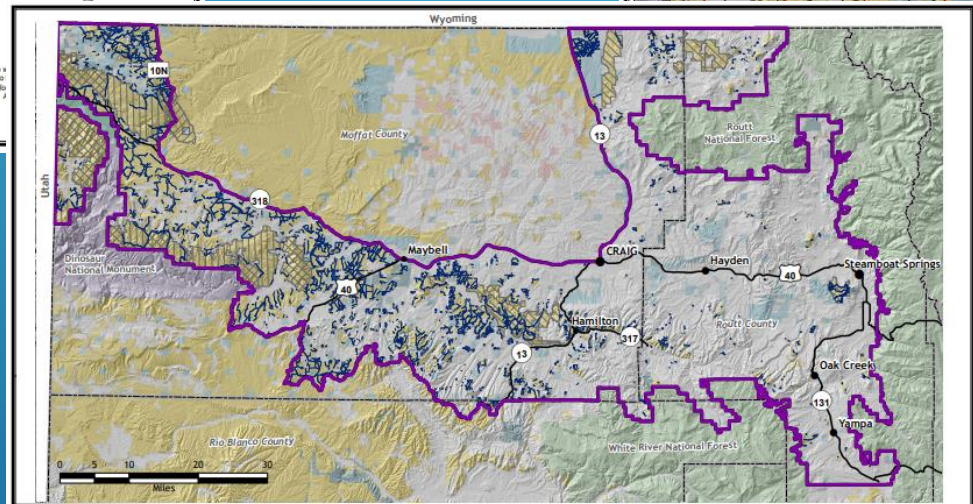 Wyoming
10N
Moffat County
Routt
National Forest
13
Utah
318
Maybell
CRAIG
Hayden
40
Steamboat Springs
Dinosaur
National Monument
40
Hamilton
317
Routt County
13
Oak Creek
131
Yampa
Rio Blanco County
White River National Forest
0 5 10 20 30
Miles